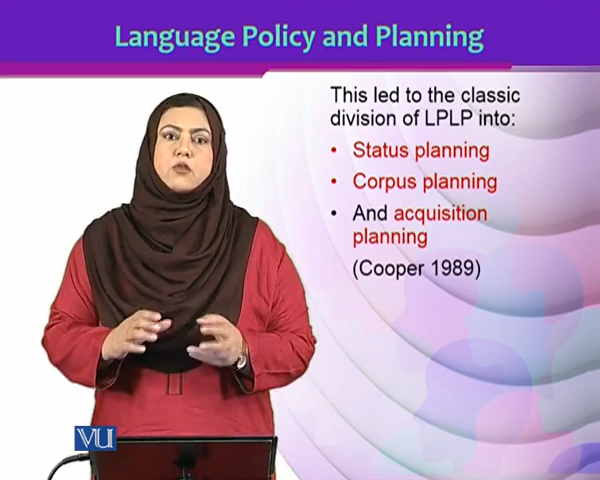 Language Policy and Planning
This led to the classic
division of LPLP into:
• Status planning
• Corpus planning
• And acquisition
planning
(Cooper 1989)
VU